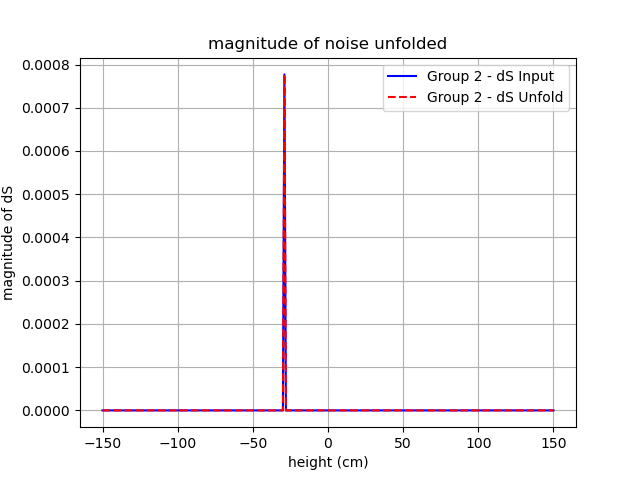 magnitude of noise unfolded
0.0008
0.0007
0.0006
0.0005
0.0004
0.0003
0.0002
0.0001
0.0000
magnitude of dS
Group 2 - dS Input
Group 2 - dS Unfold
−150 −100 −50 0 50 100 150
height (cm)